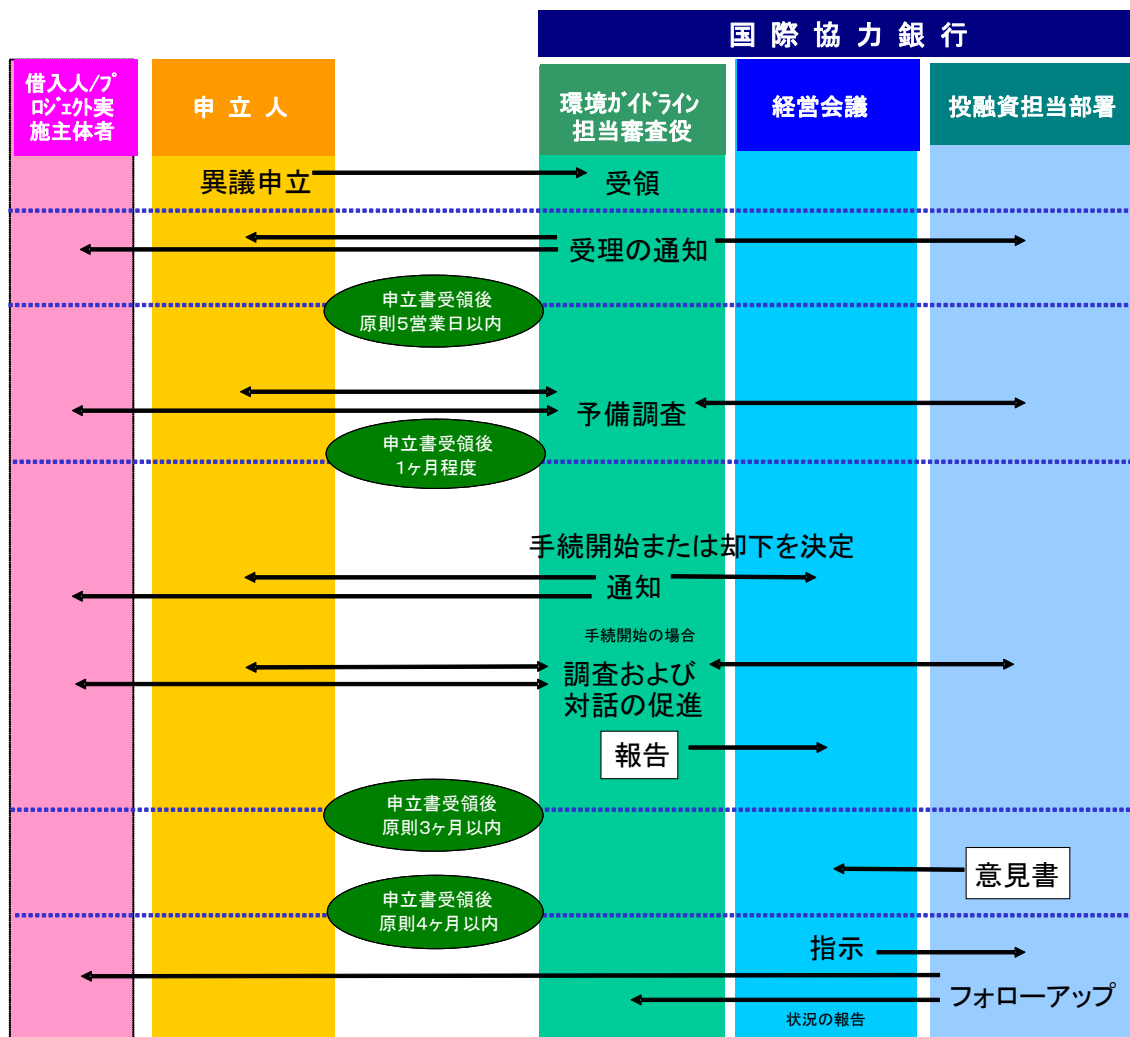 国際協力銀行
借入人/プ
ロジェクト実
施主体者
申立人
環境ガイドライン
担当審査役
経営会議
投融資担当部署
異議申立
受領
受理の通知
申立書受領後
原則5営業日以内
予備調査
申立書受領後
1ヶ月程度
手続開始または却下を決定
通知
手続開始の場合
調査および
対話の促進
報告
申立書受領後
原則3ヶ月以内
意見書
申立書受領後
原則4ヶ月以内
指示
フォローアップ
状況の報告